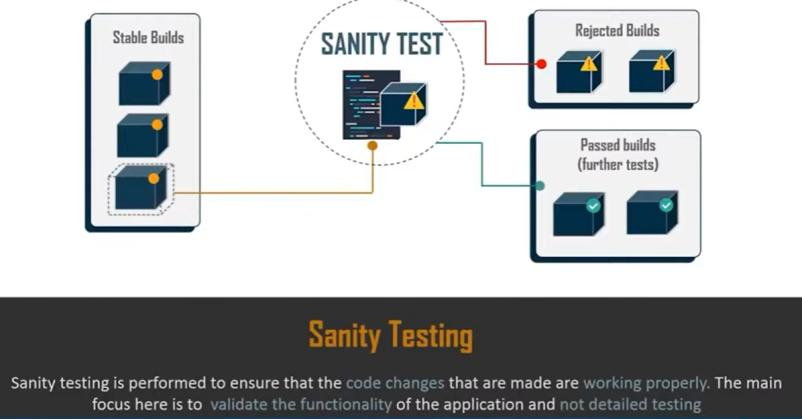 Stable Builds
SANITY TEST
Rejected Builds
Passed builds
(further tests)
Sanity Testing
Sanity testing is performed to ensure that the code changes that are made are working properly. The main
focus here is to validate the functionality of the application and not detailed testing